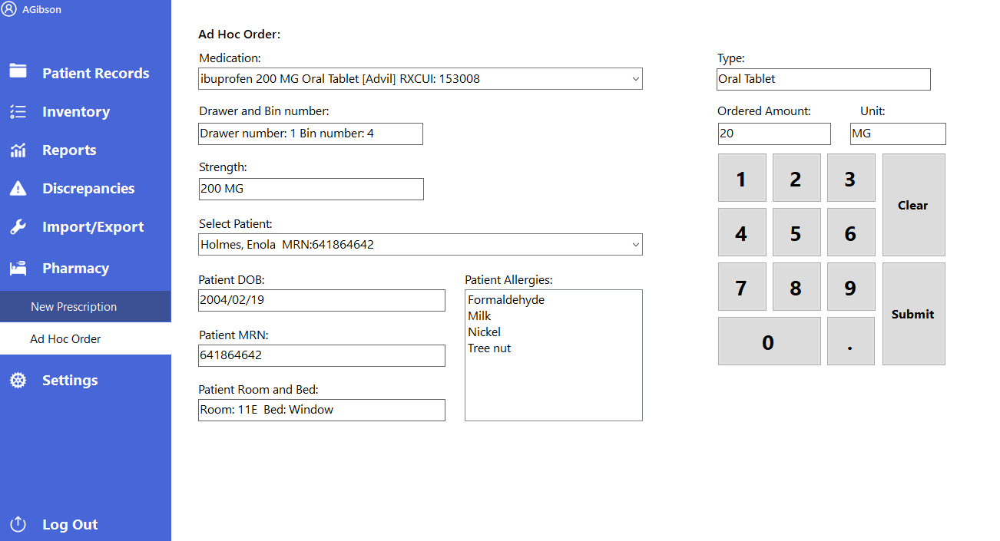 AGibson
Patient Records
Inventory
Reports
Discrepancies
Import/Export
Pharmacy
New Prescription
Ad Hoc Order
Settings
Log Out
Ad Hoc Order:
Medication:
ibuprofen 200 MG Oral Tablet [Advil] RXCUI: 153008
Drawer and Bin number:
Drawer number: 1 Bin number: 4
Strength:
200 MG
Select Patient:
Holmes, Enola  MRN:641864642
Patient DOB:
2004/02/19
Patient MRN:
641864642
Patient Room and Bed:
Room: 11E  Bed: Window
Patient Allergies:
Formaldehyde
Milk
Nickel
Tree nut
Type:
Oral Tablet
Ordered Amount: Unit:
20 MG
1 2 3
Clear
4 5 6
7 8 9
Submit
0 .